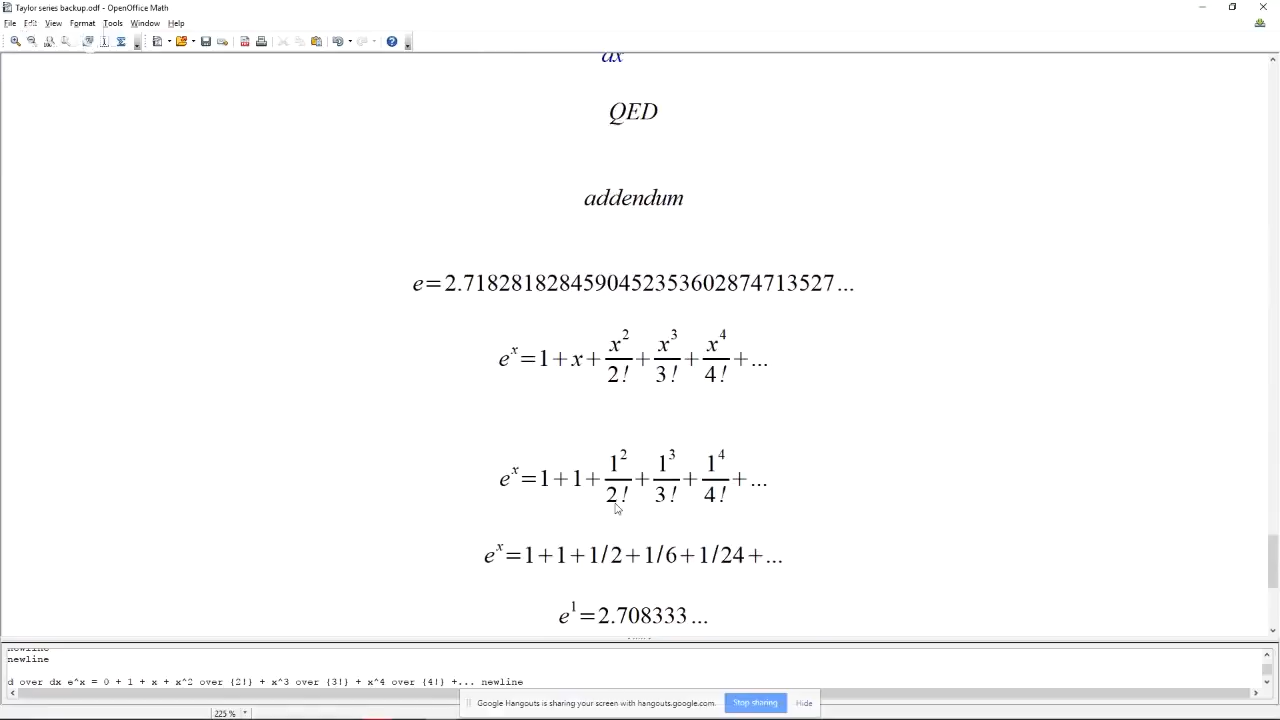 Taylor series backup.odf - OpenOffice Math
File Edit View Format Tools Window Help
dx
QED
addendum
e=2.7182818284590452353602874713527...
e^x=1+x+x^2/2!+x^3/3!+x^4/4!+...
e^x=1+1+1^2/2!+1^3/3!+1^4/4!+...
e^x=1+1+1/2+1/6+1/24+...
e^1=2.708333...
newline
newline
d over dx e^x = 0 + 1 + x + x^2 over {2!} + x^3 over {3!} + x^4 over {4!} +... newline
Google Hangouts is sharing your screen with hangouts.google.com.
Stop sharing
Hide
225 %